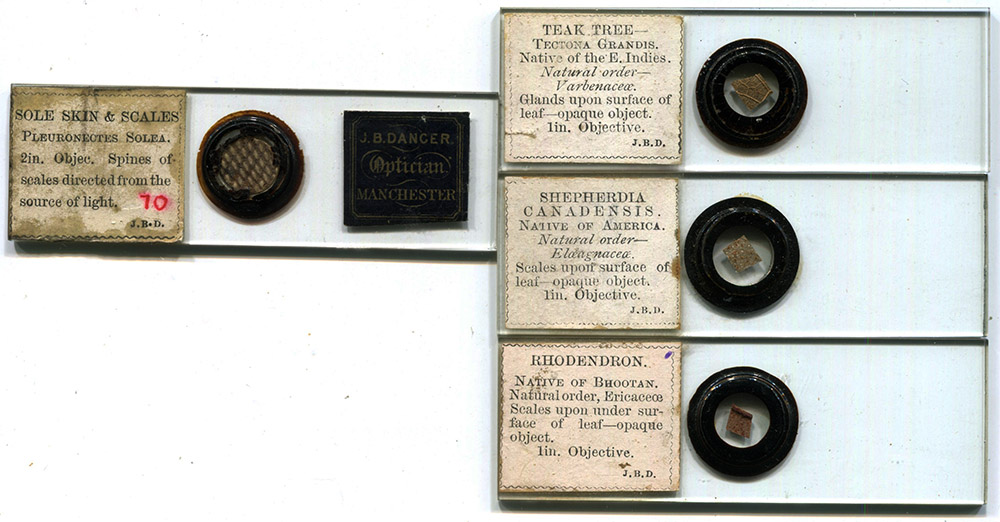 SOLE SKIN & SCALES
PLEURONECTES SOLEA.
2in. Objec. Spines of
scales directed from the
source of light.
70
J.B.D.
J.B.DANCER
Optician
MANCHESTER
TEAK TREE—
TECTONA GRANDIS.
Native of the E. Indies.
Natural order—
Varbenaceæ.
Glands upon surface of
leaf—opaque object.
1in. Objective.
J.B.D.
SHEPHERDIA
CANADENSIS.
NATIVE OF AMERICA.
Natural order—
Elæagnaceæ.
Scales upon surface of
leaf—opaque object.
1in. Objective.
J.B.D.
RHODENDRON.
NATIVE OF BHOOTAN.
Natural order, Ericaceœ
Scales upon under sur-
face of leaf—opaque
object.
1in. Objective.
J.B.D.